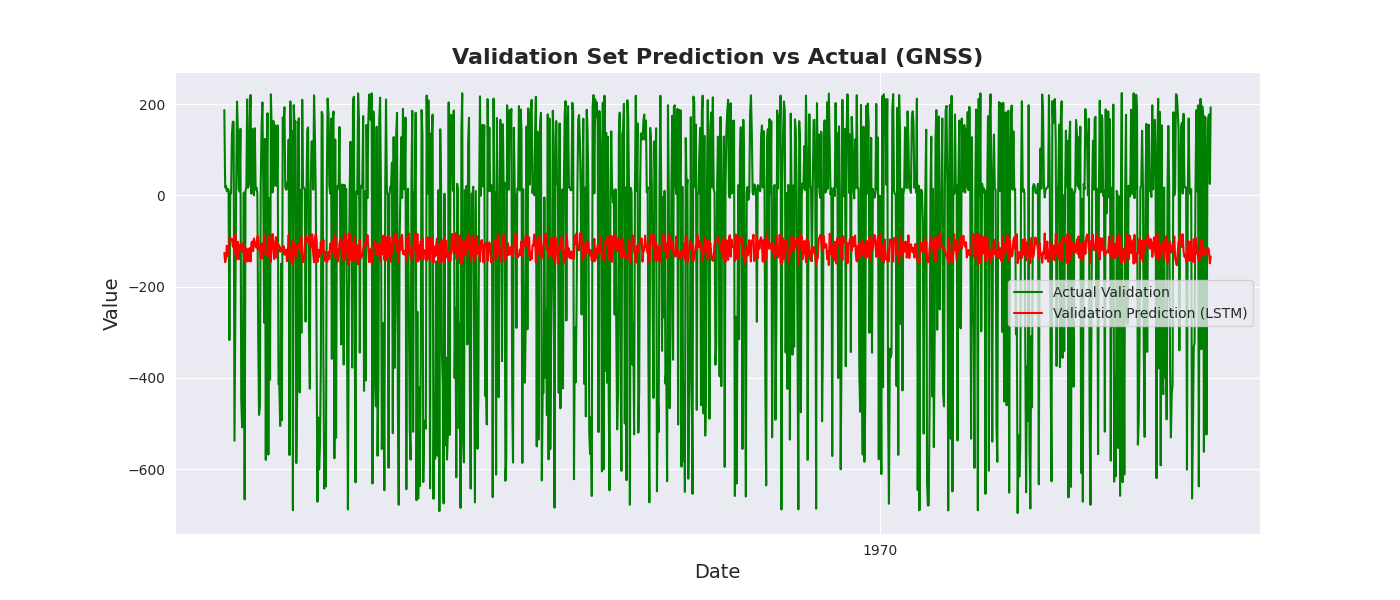 Validation Set Prediction vs Actual (GNSS)
200
0
−200
−400
−600
Value
Actual Validation
Validation Prediction (LSTM)
1970
Date